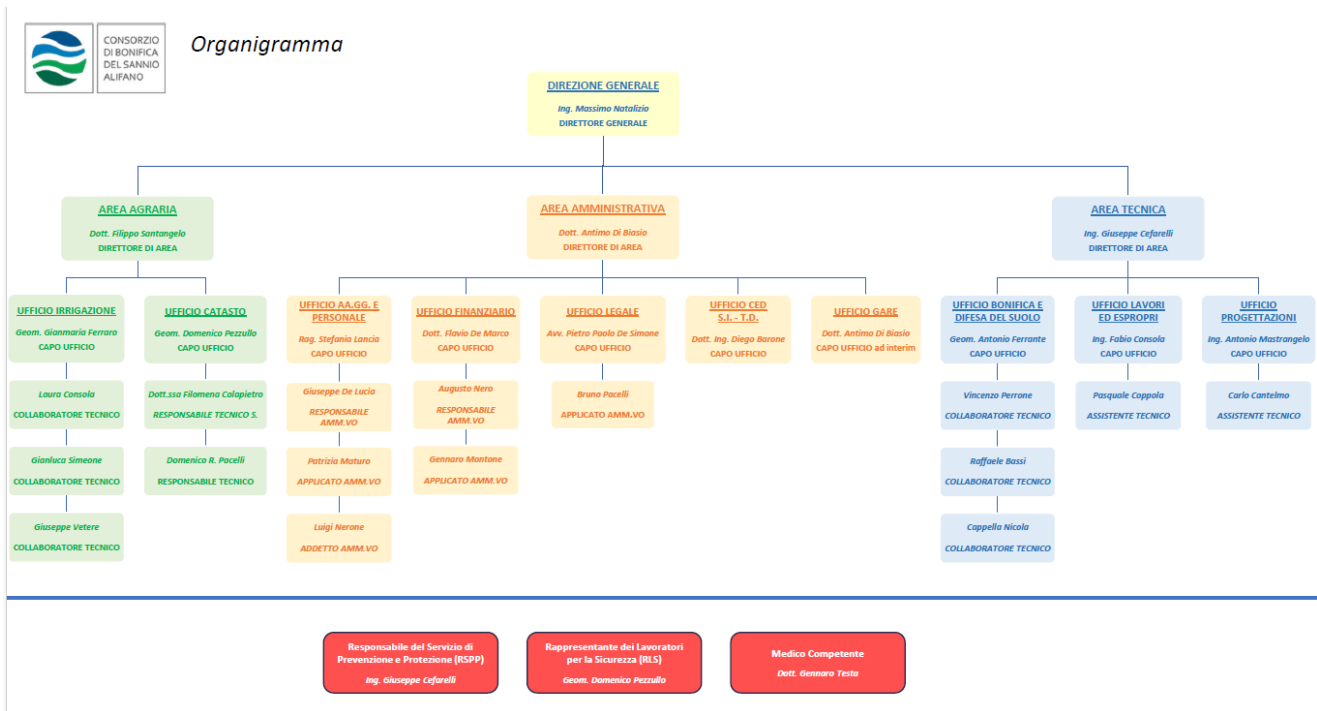 CONSORZIO
DI BONIFICA
DEL SANNIO
ALIFANO
Organigramma
DIREZIONE GENERALE
Ing. Massimo Natalizio
DIRETTORE GENERALE
AREA AGRARIA
Dott. Filippo Santangelo
DIRETTORE DI AREA
AREA AMMINISTRATIVA
Dott. Antimo Di Biasio
DIRETTORE DI AREA
AREA TECNICA
Ing. Giuseppe Cefarelli
DIRETTORE DI AREA
UFFICIO IRRIGAZIONE
Geom. Gianmaria Ferraro
CAPO UFFICIO
Laura Consola
COLLABORATORE TECNICO
Gianluca Simeone
COLLABORATORE TECNICO
Giuseppe Vetere
COLLABORATORE TECNICO
UFFICIO CATASTO
Geom. Domenico Pezzullo
CAPO UFFICIO
Dott.ssa Filomena Colapietro
RESPONSABILE TECNICO S.
Domenico R. Pacelli
RESPONSABILE TECNICO
UFFICIO AA.GG. E
PERSONALE
Rag. Stefania Lancia
CAPO UFFICIO
Giuseppe De Lucia
RESPONSABILE
AMM.VO
Patrizia Maturo
APPLICATO AMM.VO
Luigi Nerone
ADDETTO AMM.VO
UFFICIO FINANZIARIO
Dott. Flavio De Marco
CAPO UFFICIO
Augusto Nero
RESPONSABILE
AMM.VO
Gennaro Mantone
APPLICATO AMM.VO
UFFICIO LEGALE
Avv. Pietro Paolo De Simone
CAPO UFFICIO
Bruno Pacelli
APPLICATO AMM.VO
UFFICIO CED
S.I. - T.D.
Dott. Ing. Diego Barone
CAPO UFFICIO
UFFICIO GARE
Dott. Antimo Di Biasio
CAPO UFFICIO ad interim
UFFICIO BONIFICA E
DIFESA DEL SUOLO
Geom. Antonio Ferrante
CAPO UFFICIO
Vincenzo Perrone
COLLABORATORE TECNICO
Raffaele Bassi
COLLABORATORE TECNICO
Cappella Nicola
COLLABORATORE TECNICO
UFFICIO LAVORI
ED ESPROPRI
Ing. Fabio Consola
CAPO UFFICIO
Pasquale Coppola
ASSISTENTE TECNICO
UFFICIO
PROGETTAZIONI
Ing. Antonio Mastrangelo
CAPO UFFICIO
Carlo Cantelmo
ASSISTENTE TECNICO
Responsabile del Servizio di
Prevenzione e Protezione (RSPP)
Ing. Giuseppe Cefarelli
Rappresentante dei Lavoratori
per la Sicurezza (RLS)
Geom. Domenico Pezzullo
Medico Competente
Dott. Gennaro Testa